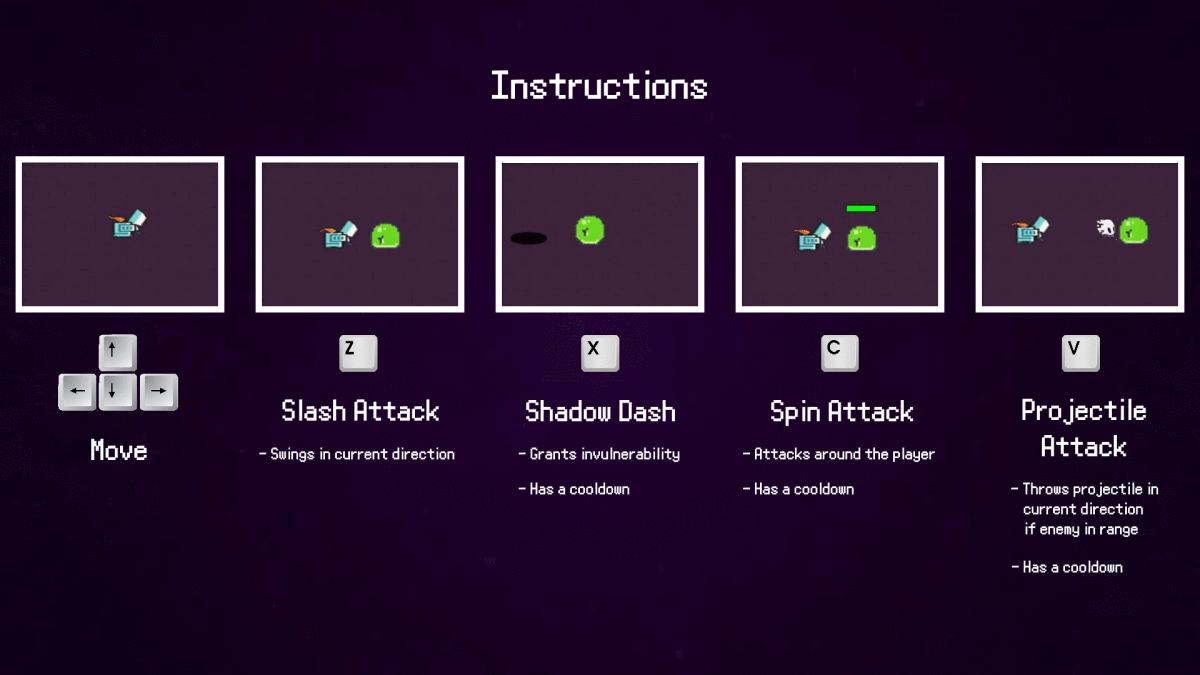 Instructions
↑
← ↓ →
Move
Z
Slash Attack
- Swings in current direction
X
Shadow Dash
- Grants invulnerability
- Has a cooldown
C
Spin Attack
- Attacks around the player
- Has a cooldown
V
Projectile
Attack
- Throws projectile in
current direction
if enemy in range
- Has a cooldown